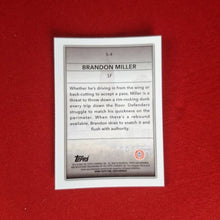 S-4
BRANDON MILLER
SF
Whether he's driving in from the wing or
back-cutting to accept a pass, Miller is
a threat to throw down a rim-rocking dunk
every trip down the floor. Defenders
struggle to match his quickness on the
perimeter. When there's a rebound
available, Brandon skies to snatch it and
flush with authority.
Topps